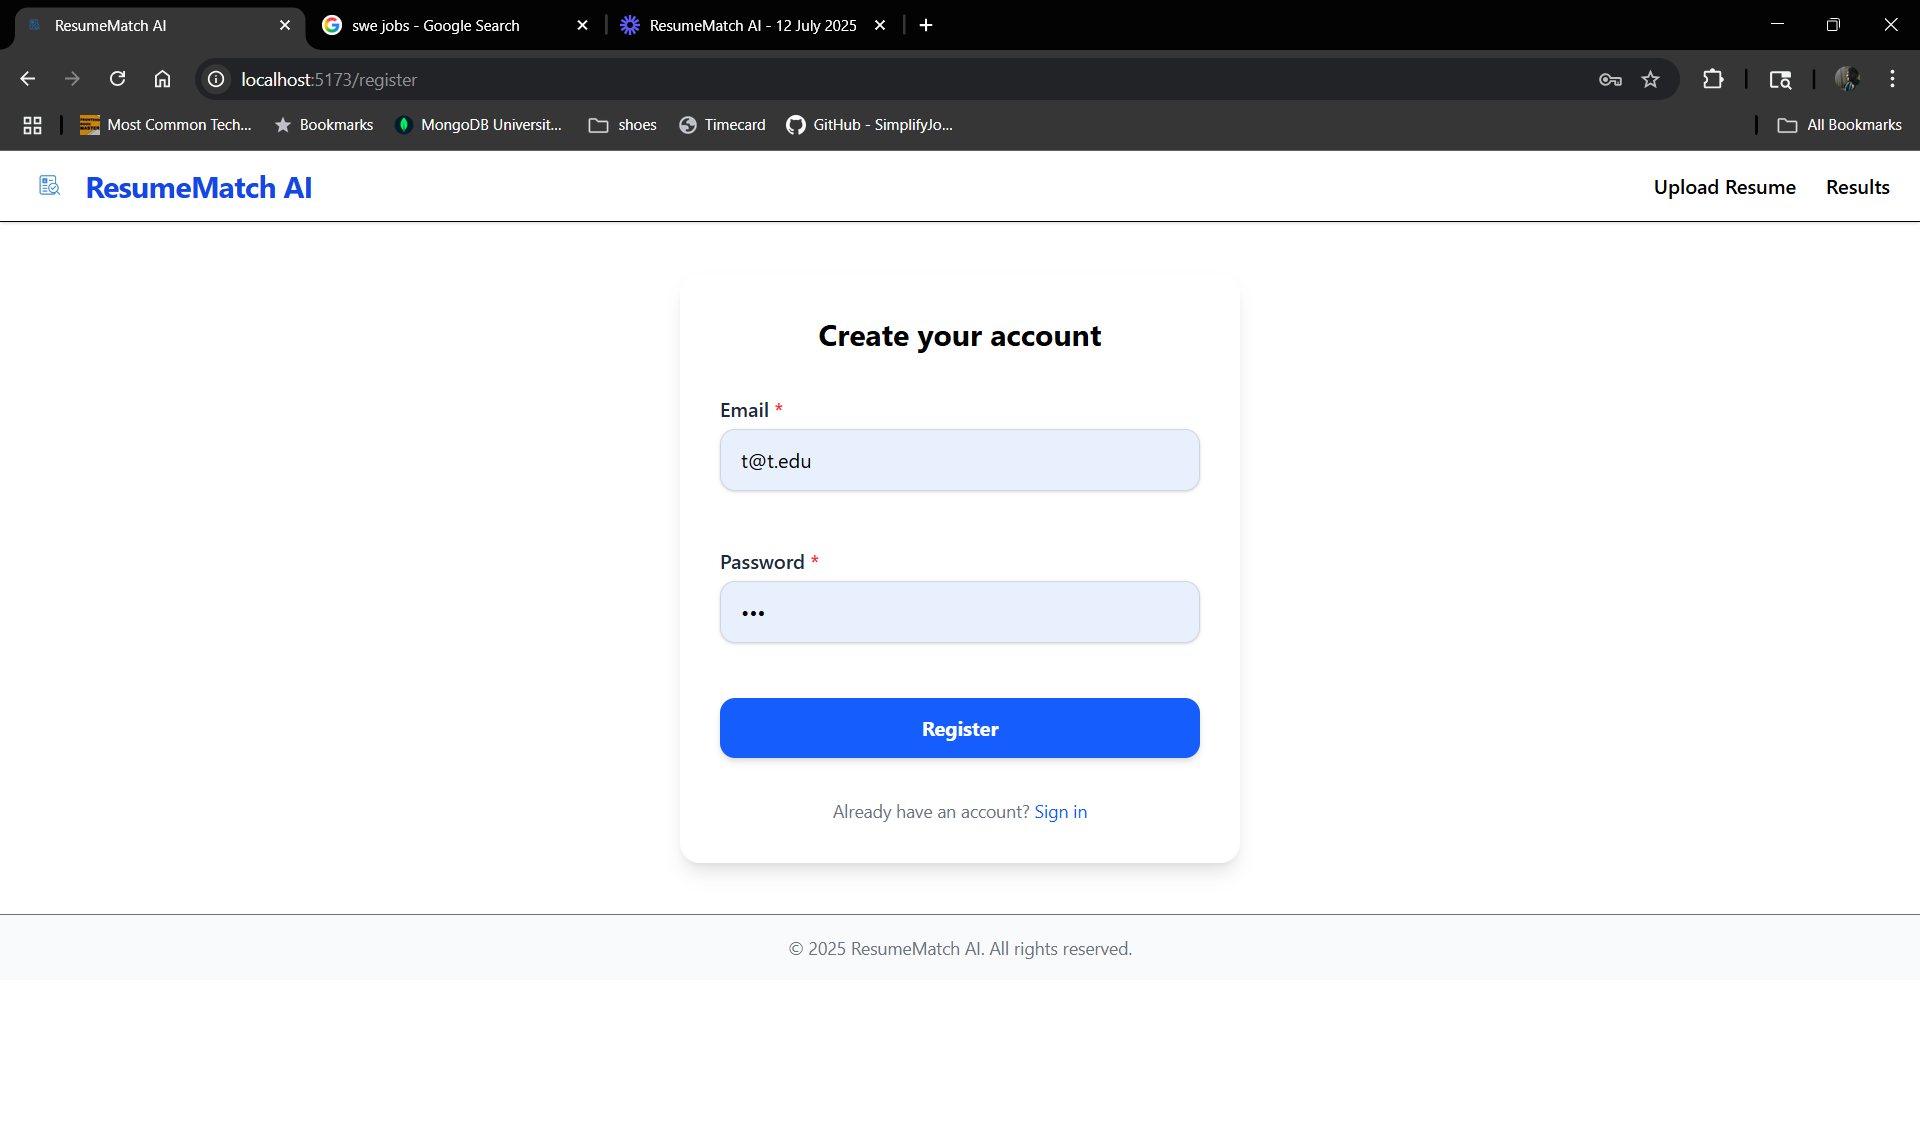 ResumeMatch AI
swe jobs - Google Search
ResumeMatch AI - 12 July 2025
localhost:5173/register
Most Common Tech...
Bookmarks
MongoDB Universit...
shoes
Timecard
GitHub - SimplifyJo...
All Bookmarks
ResumeMatch AI
Upload Resume
Results
Create your account
Email *
t@t.edu
Password *
•••
Register
Already have an account? Sign in
© 2025 ResumeMatch AI. All rights reserved.